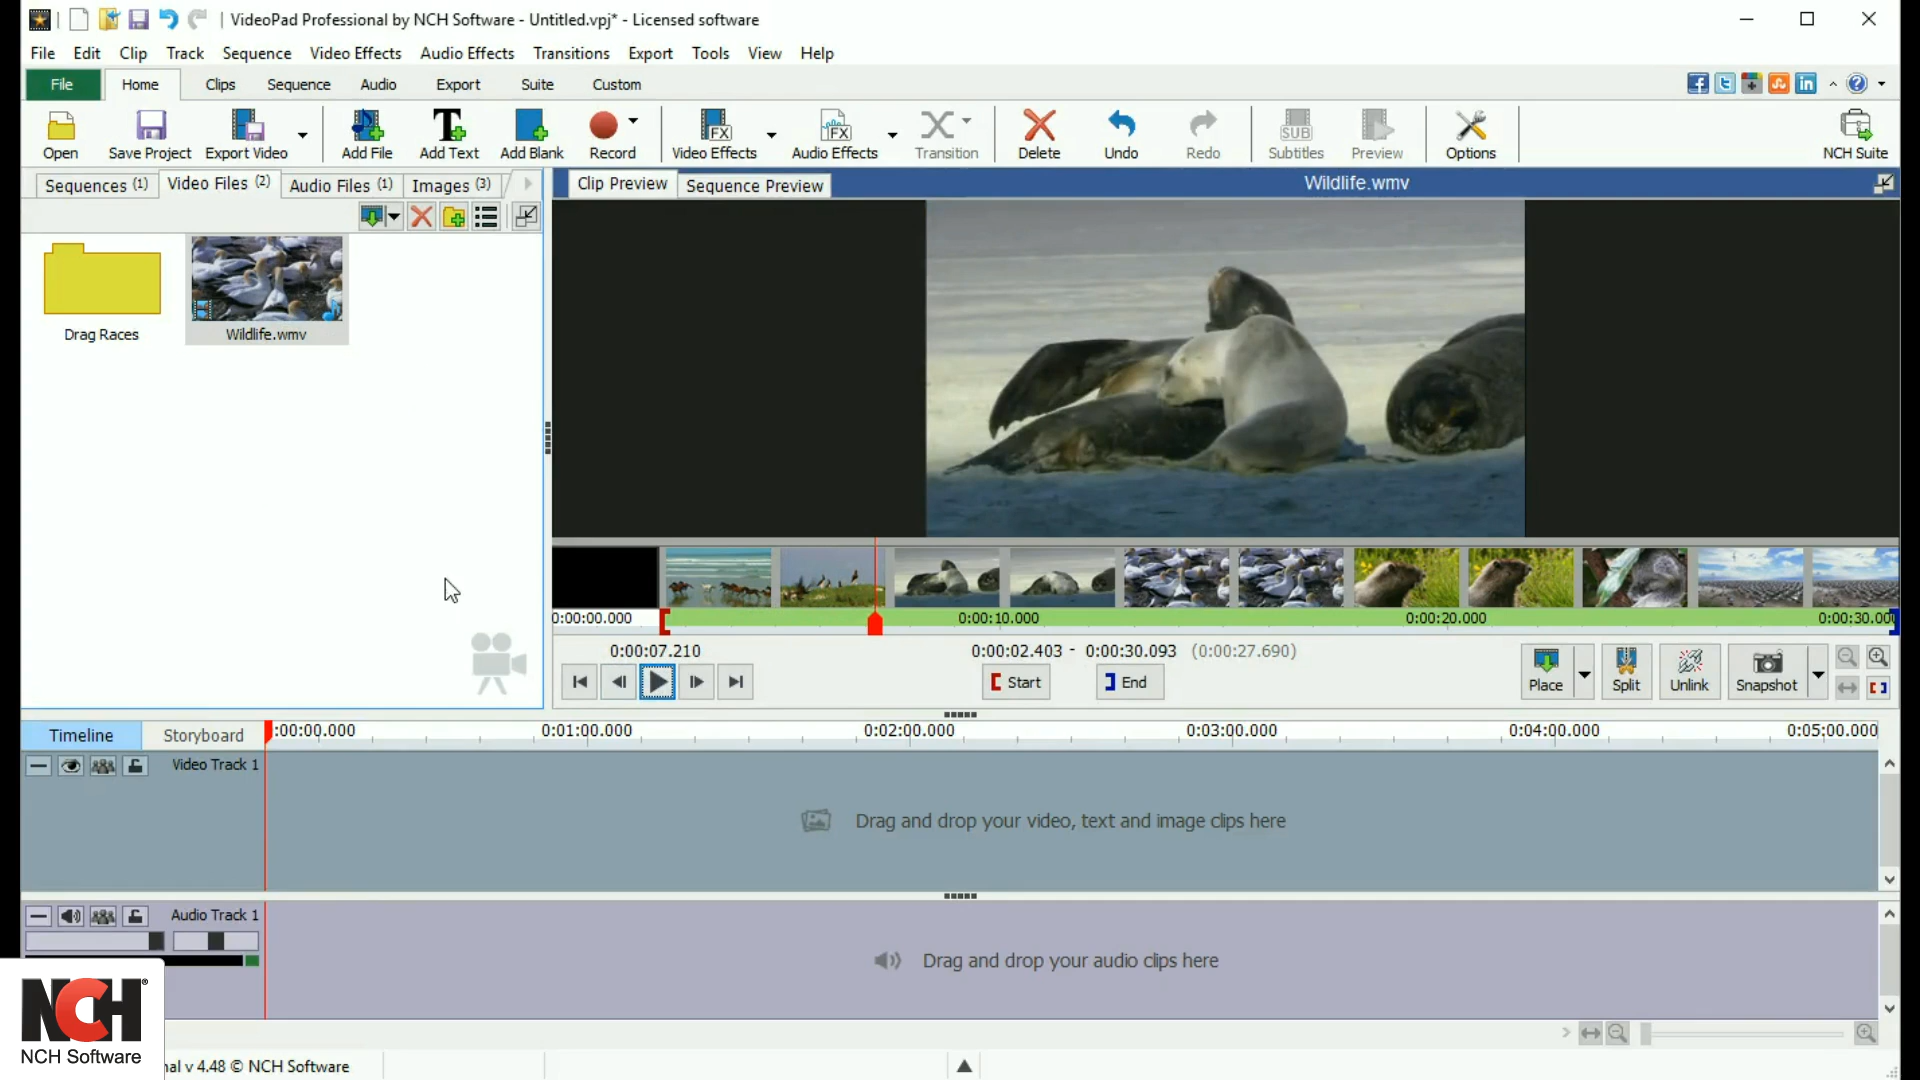 VideoPad Professional by NCH Software - Untitled.vpj* - Licensed software
File Edit Clip Track Sequence Video Effects Audio Effects Transitions Export Tools View Help
File Home Clips Sequence Audio Export Suite Custom
Open Save Project Export Video Add File Add Text Add Blank Record Video Effects Audio Effects Transition Delete Undo Redo Subtitles Preview Options NCH Suite
Sequences (1) Video Files (2) Audio Files (1) Images (3) Clip Preview Sequence Preview Wildlife.wmv
Drag Races Wildlife.wmv
0:00:00.000 0:00:10.000 0:00:20.000 0:00:30.000
0:00:07.210 0:00:02.403 - 0:00:30.093 (0:00:27.690)
Start End Place Split Unlink Snapshot
Timeline Storyboard :00:00.000 0:01:00.000 0:02:00.000 0:03:00.000 0:04:00.000 0:05:00.000
Video Track 1
Drag and drop your video, text and image clips here
Audio Track 1
Drag and drop your audio clips here
NCH®
NCH Software
nal v 4.48 © NCH Software